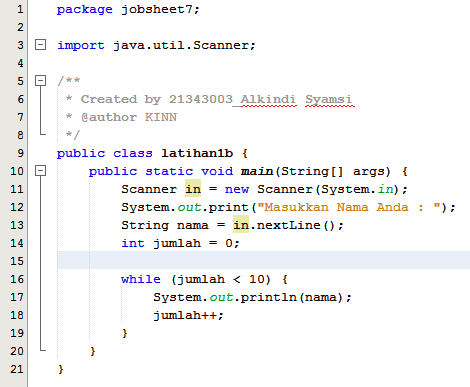 1 package jobsheet7;
2
3 import java.util.Scanner;
4
5 /**
6  * Created by 21343003_Alkindi Syamsi
7  * @author KINN
8  */
9 public class latihan1b {
10     public static void main(String[] args) {
11         Scanner in = new Scanner(System.in);
12         System.out.print("Masukkan Nama Anda : ");
13         String nama = in.nextLine();
14         int jumlah = 0;
15
16         while (jumlah < 10) {
17             System.out.println(nama);
18             jumlah++;
19         }
20     }
21 }